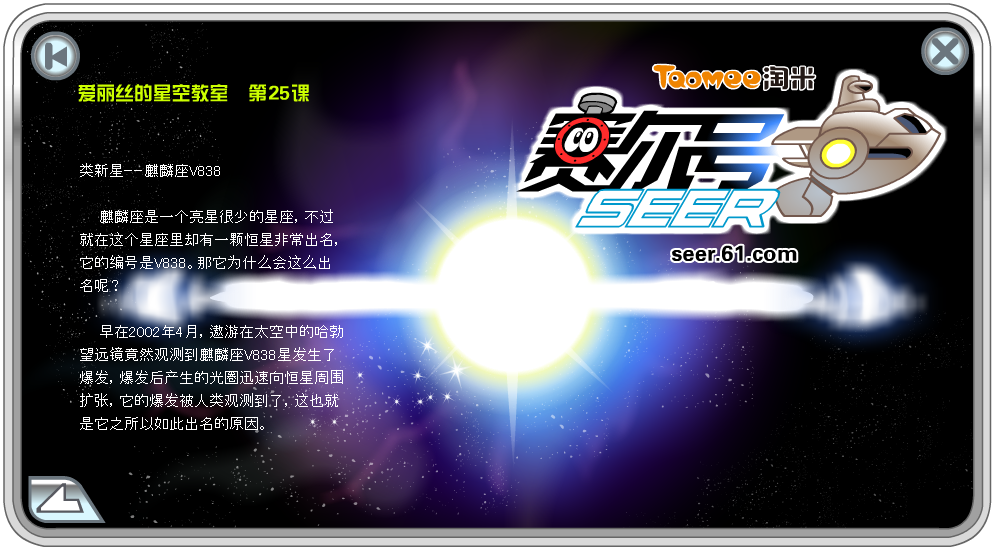 爱丽丝的星空教室 第25课
Taomee淘米
赛尔号
SEER
seer.61.com
类新星--麒麟座V838
麒麟座是一个亮星很少的星座，不过
就在这个星座里却有一颗恒星非常出名，
它的编号是V838。那它为什么会这么出
名呢？
早在2002年4月，遨游在太空中的哈勃
望远镜竟然观测到麒麟座V838星发生了
爆发，爆发后产生的光圈迅速向恒星周围
扩张，它的爆发被人类观测到了，这也就
是它之所以如此出名的原因。